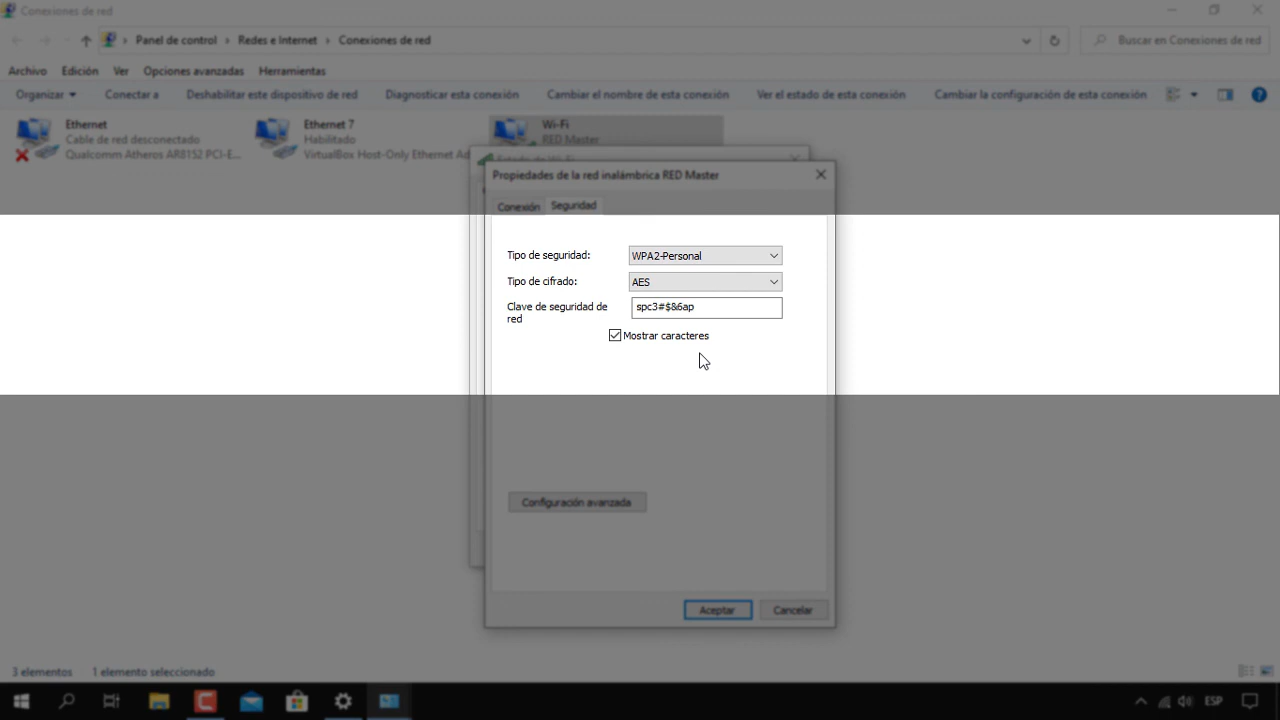 Conexiones de red
Panel de control Redes e Internet Conexiones de red
Buscar en Conexiones de red
Archivo Edición Ver Opciones avanzadas Herramientas
Organizar Conectar a Deshabilitar este dispositivo de red Diagnosticar esta conexión Cambiar el nombre de esta conexión Ver el estado de esta conexión Cambiar la configuración de esta conexión
Ethernet
Cable de red desconectado
Qualcomm Atheros AR8152 PCI-E...
Ethernet 7
Habilitado
VirtualBox Host-Only Ethernet Ad
Wi-Fi
RED Master
Estado de Wi-Fi
Propiedades de la red inalámbrica RED Master
Conexión Seguridad
Tipo de seguridad: WPA2-Personal
Tipo de cifrado: AES
Clave de seguridad de spc3#$&6ap
red
Mostrar caracteres
Configuración avanzada
Aceptar Cancelar
3 elementos 1 elemento seleccionado
ESP